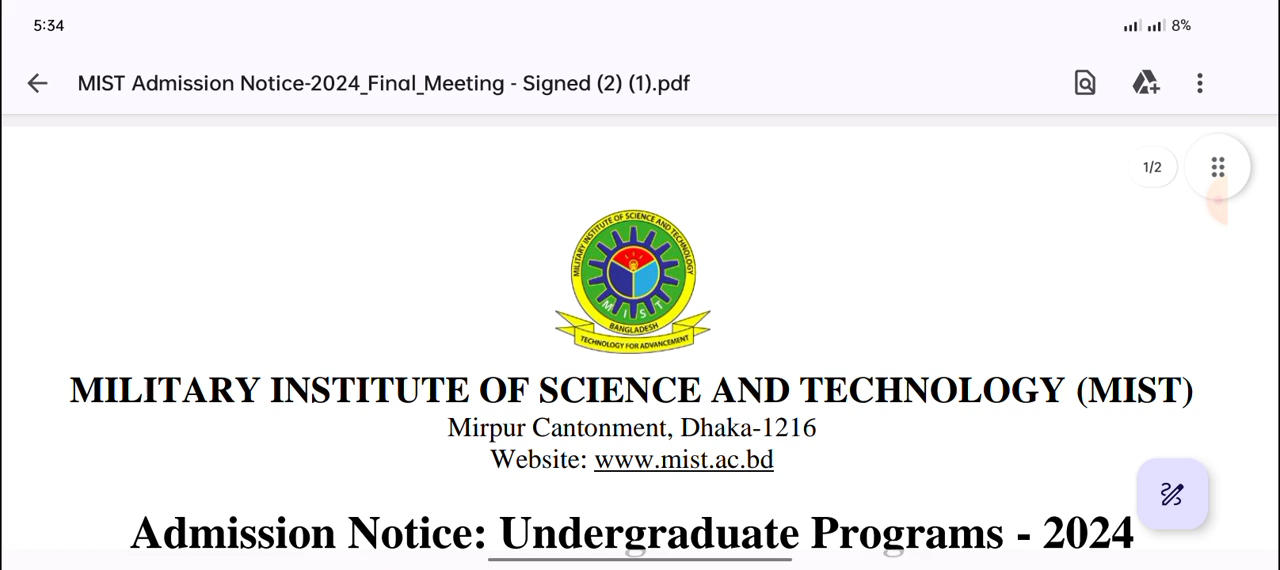 5:34
8%
MIST Admission Notice-2024_Final_Meeting - Signed (2) (1).pdf
1/2
MILITARY INSTITUTE OF SCIENCE AND TECHNOLOGY
MIST
BANGLADESH
TECHNOLOGY FOR ADVANCEMENT
MILITARY INSTITUTE OF SCIENCE AND TECHNOLOGY (MIST)
Mirpur Cantonment, Dhaka-1216
Website: www.mist.ac.bd
Admission Notice: Undergraduate Programs - 2024